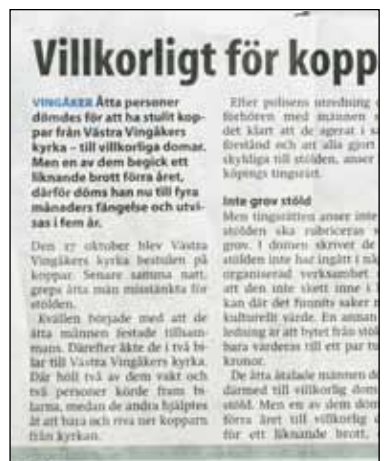 Villkorligt för kopp
VINGÅKER Åtta personer
dömdes för att ha stulit kop-
par från Västra Vingåkers
kyrka – till villkorliga domar.
Men en av dem begick ett
liknande brott förra året,
därför döms han nu till fyra
månaders fängelse och utvi-
sas i fem år.
Den 17 oktober blev Västra
Vingåkers kyrka bestulen på
koppar. Senare samma natt,
greps åtta män misstänkta för
stölden.
Kvällen började med att de
åtta männen festade tillsam-
mans. Därefter åkte de i två bi-
lar till Västra Vingåkers kyrka.
Där höll två av dem vakt och
två personer körde fram bi-
larna, medan de andra hjälptes
åt att bära och riva ner kopparn
från kyrkan.
Efter polisens utredning
förhören med männen
det klart att de agerat i
förstånd och att alla gjort
skyldiga till stölden, anser
köpings tingsrätt.
Inte grov stöld
Men tingsrätten anser inte
stölden ska rubriceras
grov. I domen skriver de
stölden inte har ingått i
organiserad verksamhet
att den inte skett inne i
kan där det funnits saker
kulturellt värde. En annan
ledning är att bytet från
bara värderas till ett par
kronor.
De åtta åtalade männen
därmed till villkorlig dom
stöld. Men en av dem
förra året till villkorlig
för ett liknande brott,